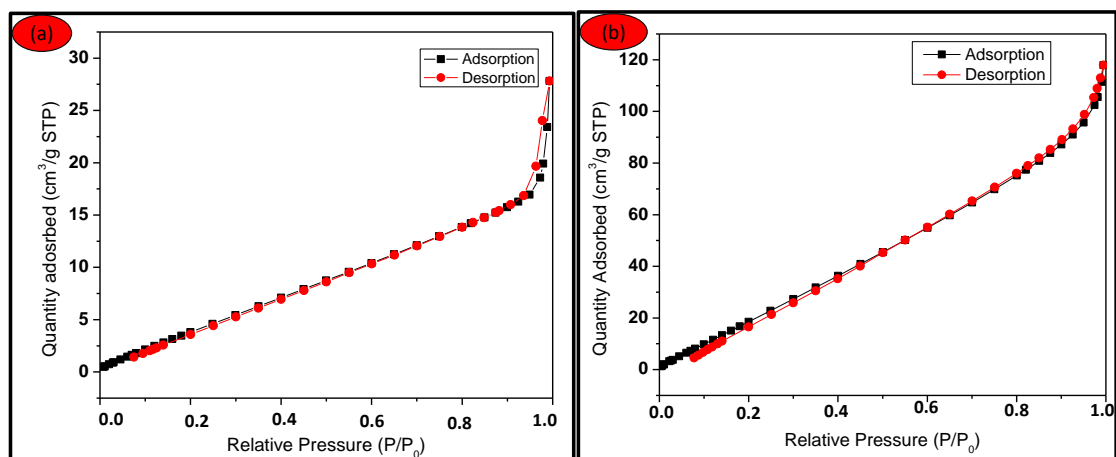 (a)
Adsorption
Desorption
30
25
20
15
10
5
0
Quantity adosrbed (cm³/g STP)
0.0 0.2 0.4 0.6 0.8 1.0
Relative Pressure (P/P₀)
(b)
Adsorption
Desorption
120
100
80
60
40
20
0
Quantity Adsorbed (cm³/g STP)
0.0 0.2 0.4 0.6 0.8 1.0
Relative Pressure (P/P₀)